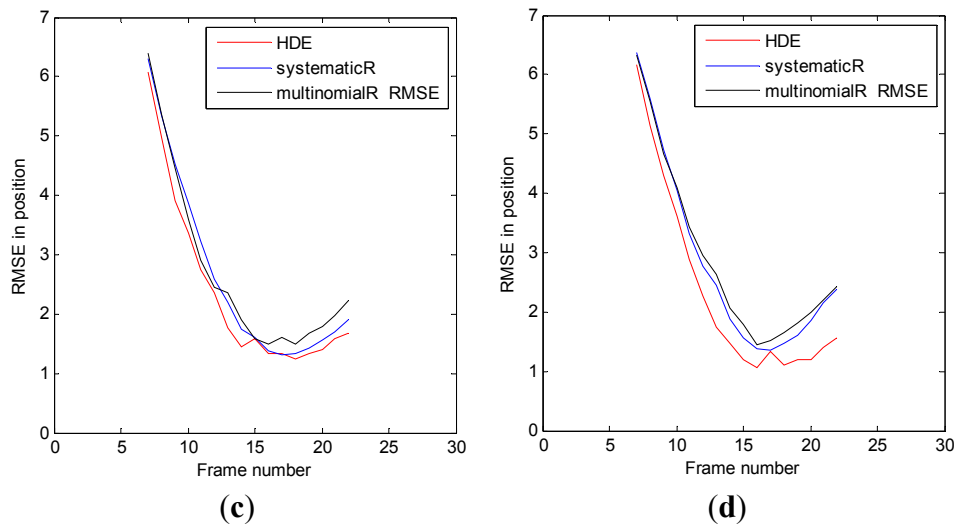 7
6
5
4
3
2
1
0
RMSE in position
HDE
systematicR
multinomialR RMSE
0 5 10 15 20 25 30
Frame number
(c)
7
6
5
4
3
2
1
0
RMSE in position
HDE
systematicR
multinomialR RMSE
0 5 10 15 20 25 30
Frame number
(d)